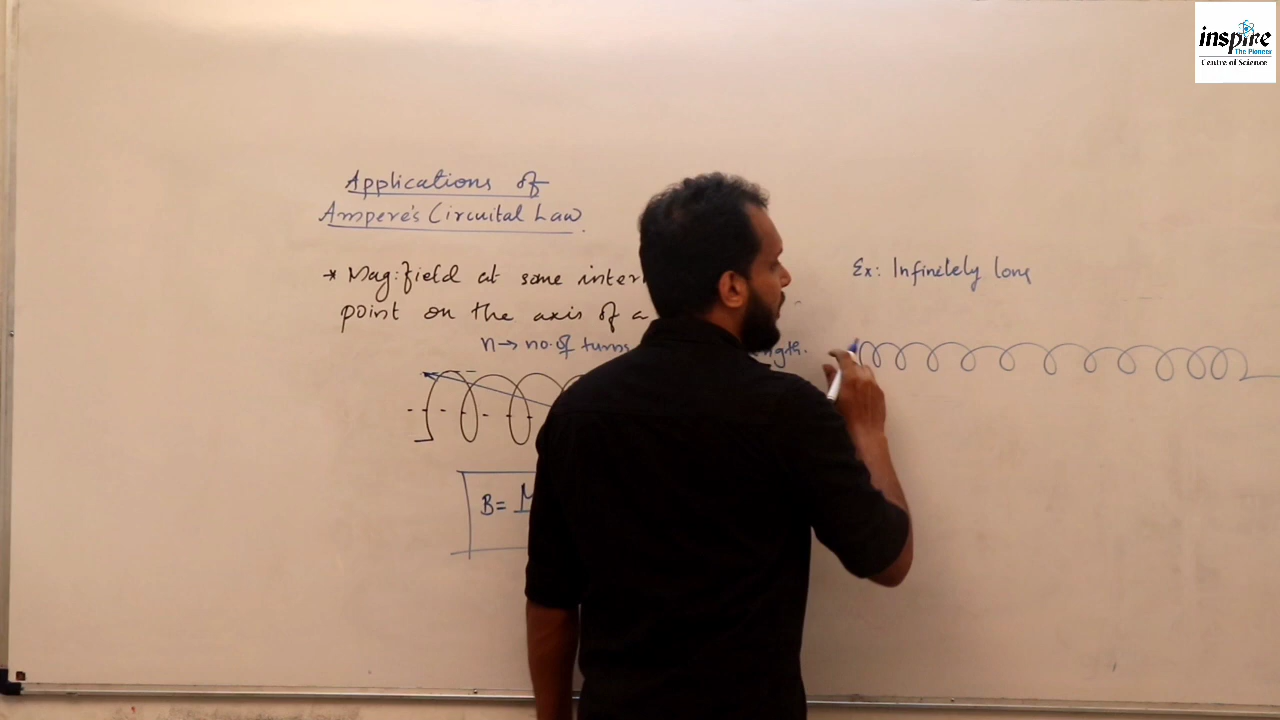 inspire
The Pioneer
Centre of Science
Applications of
Ampere's Circuital Law.
* Mag: field at some inter
point on the axis of a
n→ no. of turns ngth.
B=
Ex: Infinitely long